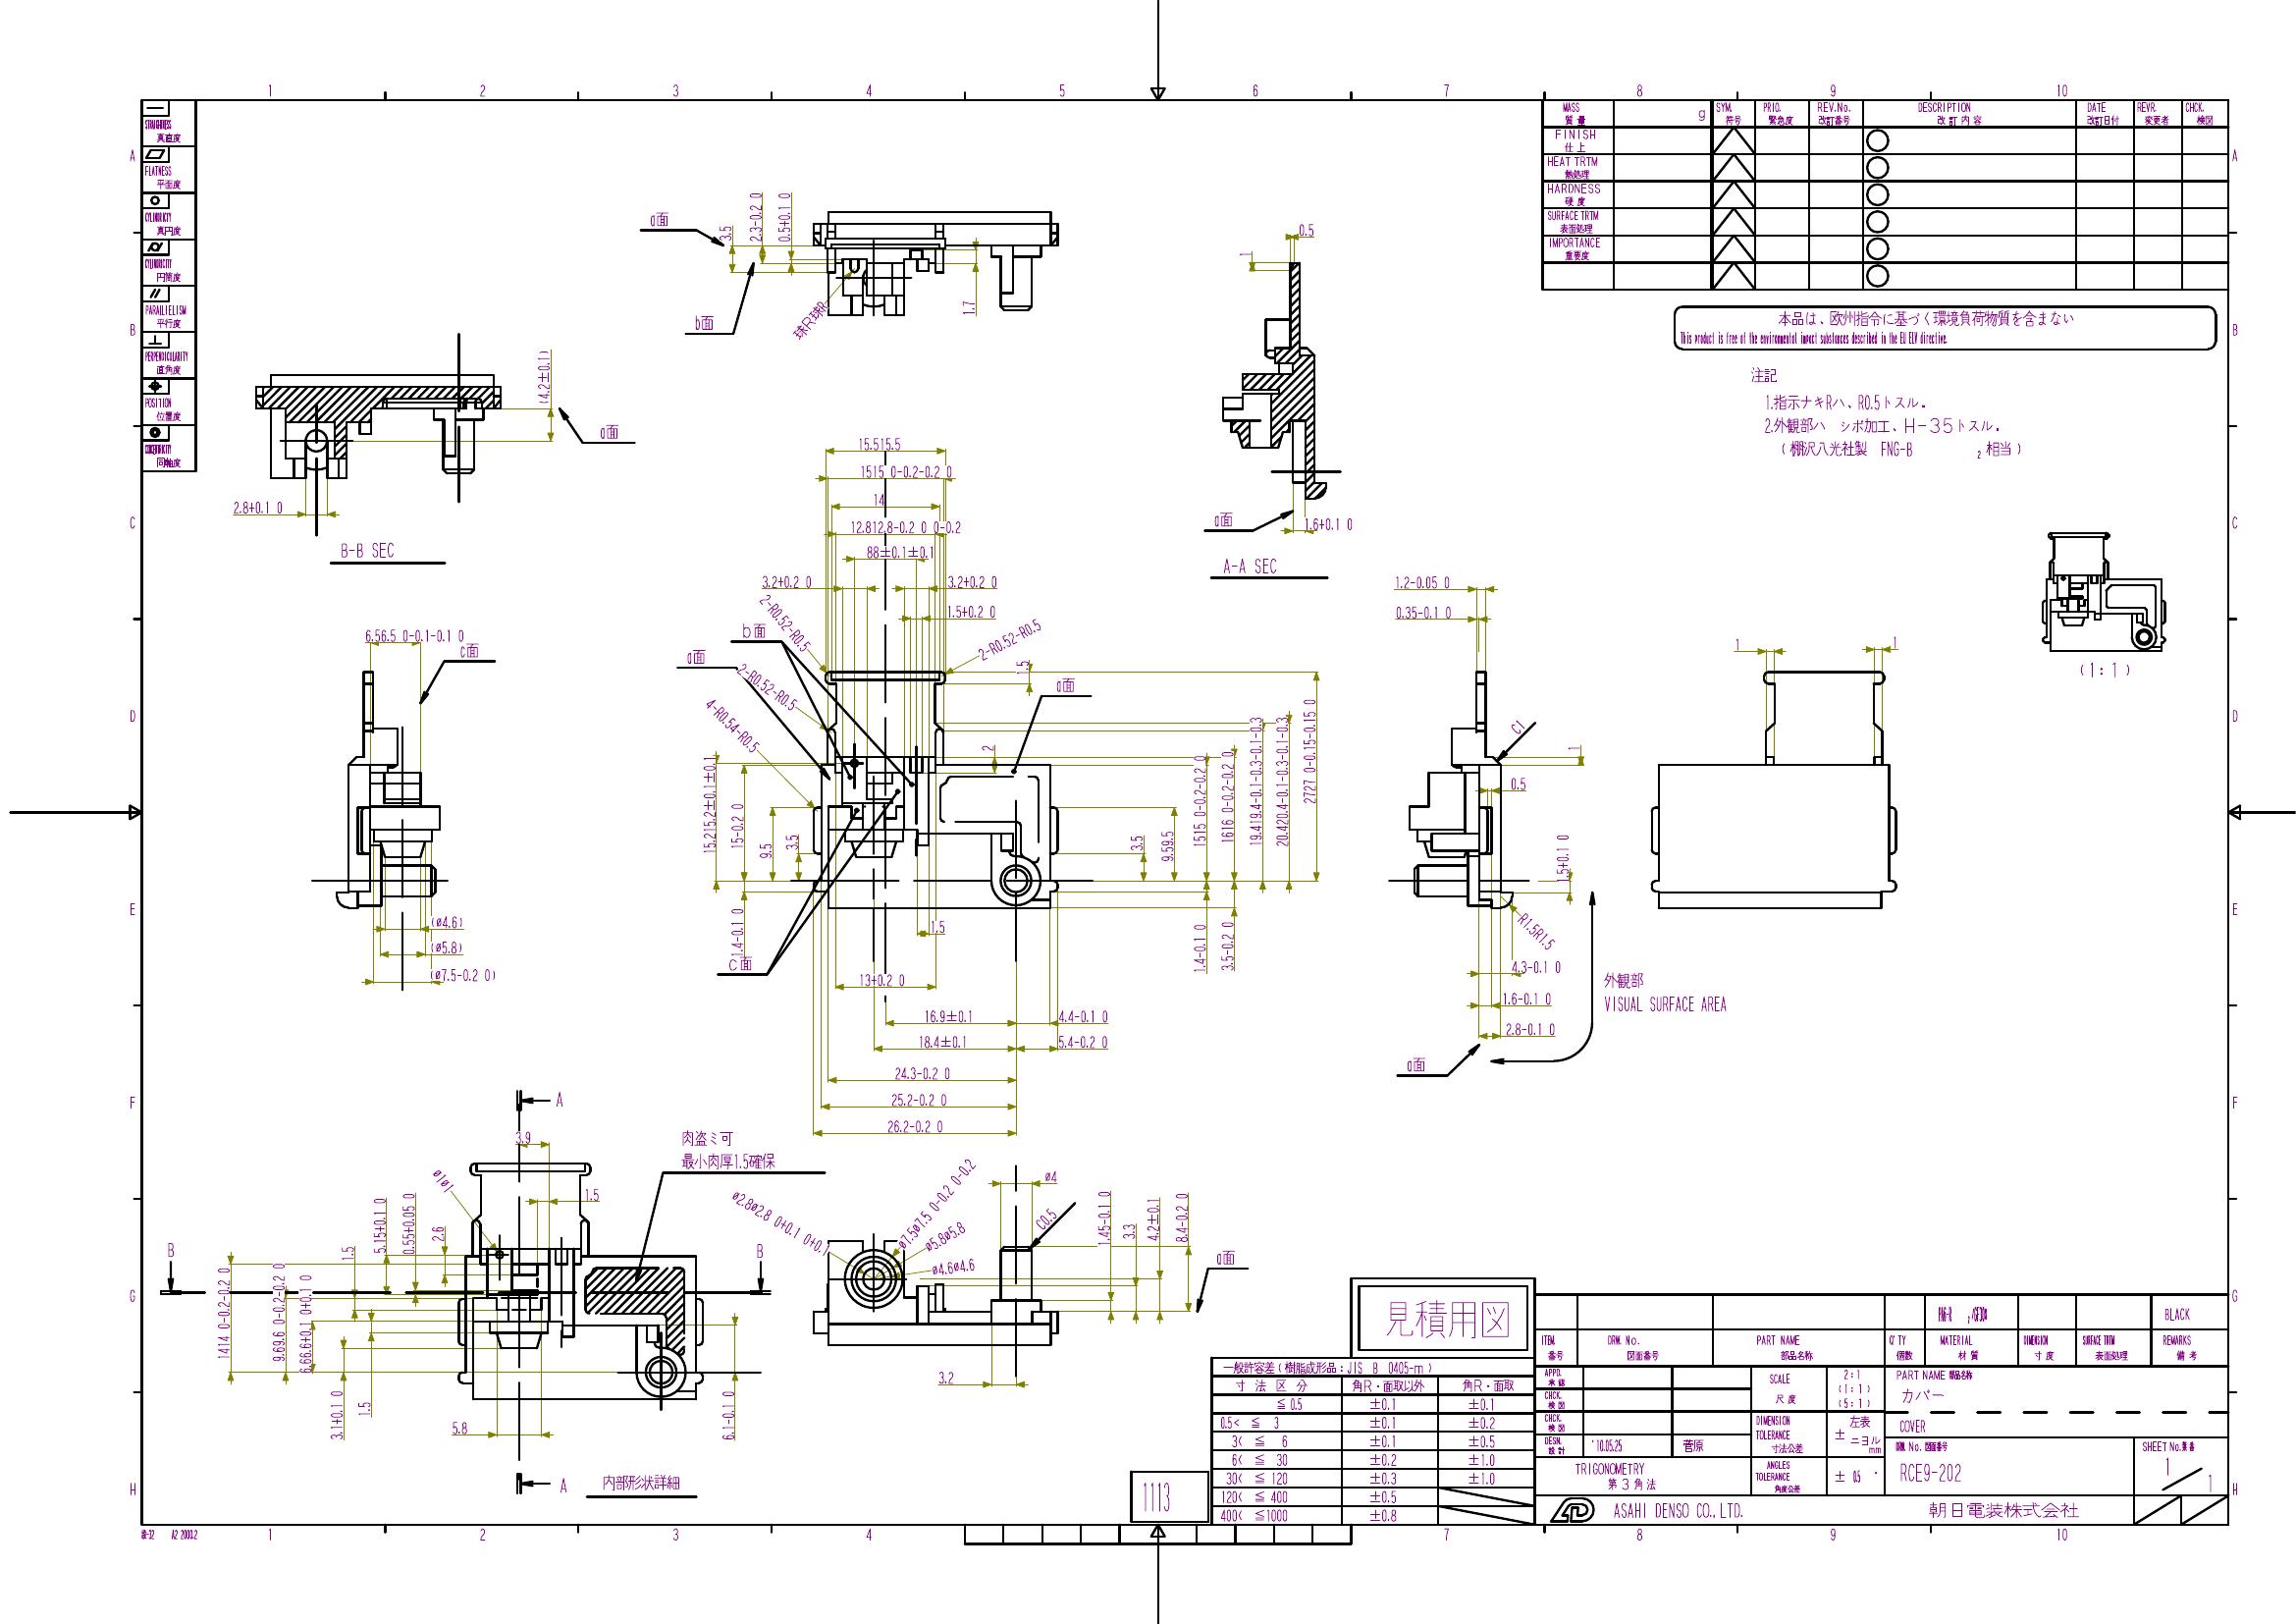 1 2 3 4 5 6 7 8 9 10
A
B
C
D
E
F
G
H
STRAIGHTNESS
真直度
FLATNESS
平面度
真円度
CYLINDRICITY
円筒度
平行度
PERPENDICULARITY
直角度
POSITION
位置度
同軸度
MASS
質量
g
FINISH
仕上
HEAT TRTM
熱処理
HARDNESS
硬度
SURFACE TRTM
表面処理
IMPORTANCE
重要度
SYM. PRIO. REV.No. DESCRIPTION DATE REVR. CHCK.
符号 緊急度 改訂番号 改訂内容 改訂日付 変更者 検図
本品は、欧州指令に基づく環境負荷物質を含まない
This product is free of the environmental impact substances described in the EU ELV directive.
注記
1.指示ナキRハ、R0.5トスル.
2.外観部ハ シボ加工、H-35トスル.
(棚沢八光社製 FNG-B 2 相当)
(1:1)
a面
b面
3.5
2.3-0.2 0
0.5+0.1 0
球R球R
1.7
(4.2±0.1)
a面
2.8+0.1 0
B-B SEC
1
0.5
a面
1.6+0.1 0
A-A SEC
6.56.5 0-0.1-0.1 0
c面
(ø4.6)
(ø5.8)
(ø7.5-0.2 0)
15.515.5
1515 0-0.2-0.2 0
14
12.812.8-0.2 0 0-0.2
88±0.1±0.1
3.2+0.2 0
3.2+0.2 0
1.5+0.2 0
2-R0.52-R0.5
2-R0.52-R0.5
2-R0.52-R0.5
4-R0.54-R0.5
b面
a面
a面
1.5
2
15.215.2±0.1±0.1
15-0.2 0
9.5
3.5
1.4-0.1 0
c面
3.5
9.59.5
1515 0-0.2-0.2 0
1616 0-0.2-0.2 0
19.419.4-0.1-0.3-0.1-0.3
20.420.4-0.1-0.3-0.1-0.3
2727 0-0.15-0.15 0
1.4-0.1 0
3.5-0.2 0
1.5
13+0.2 0
16.9±0.1
4.4-0.1 0
18.4±0.1
5.4-0.2 0
24.3-0.2 0
25.2-0.2 0
26.2-0.2 0
1.2-0.05 0
0.35-0.1 0
C1
1
0.5
1.5+0.1 0
R1.5R1.5
4.3-0.1 0
1.6-0.1 0
2.8-0.1 0
a面
外観部
VISUAL SURFACE AREA
1
1
A
3.9
1.5
ø1ø1
肉盗ミ可
最小肉厚1.5確保
2.6
0.55+0.05 0
5.15+0.1 0
1.5
B
B
1414 0-0.2-0.2 0
9.69.6 0-0.2-0.2 0
6.66.6+0.1 0+0.1 0
3.1+0.1 0
1.5
5.8
6.1-0.1 0
A
内部形状詳細
ø2.8ø2.8 0+0.1 0+0.1
ø7.5ø7.5 0-0.2 0-0.2
ø5.8ø5.8
ø4.6ø4.6
ø4
C0.5
1.45-0.1 0
3.3
4.2±0.1
8.4-0.2 0
a面
3.2
見積用図
1113
一般許容差(樹脂成形品:JIS B 0405-m)
寸法区分 角R・面取以外 角R・面取
≦ 0.5 ±0.1 ±0.1
0.5< ≦ 3 ±0.1 ±0.2
3< ≦ 6 ±0.1 ±0.5
6< ≦ 30 ±0.2 ±1.0
30< ≦ 120 ±0.3 ±1.0
120< ≦ 400 ±0.5
400< ≦1000 ±0.8
BLACK
ITEM. DRW. No. PART NAME Q'TY MATERIAL DIMENSION SURFACE TRTM REMARKS
番号 図面番号 部品名称 個数 材質 寸度 表面処理 備考
APPD.
承認
CHCK.
検図
CHCK.
検図
DESN.
設計
'10.05.25
菅原
SCALE
尺度
2:1
(1:1)
(5:1)
DIMENSION
TOLERANCE
寸法公差
± 左表ニヨル
mm
ANGLES
TOLERANCE
角度公差
± 0.5 °
TRIGONOMETRY
第3角法
PART NAME 部品名称
カバー
COVER
DRW. No. 図面番号
RCE9-202
SHEET No.葉番
1/1
ASAHI DENSO CO.,LTD.
朝日電装株式会社
A2 2000.2
1 2 3 4 7 8 9 10